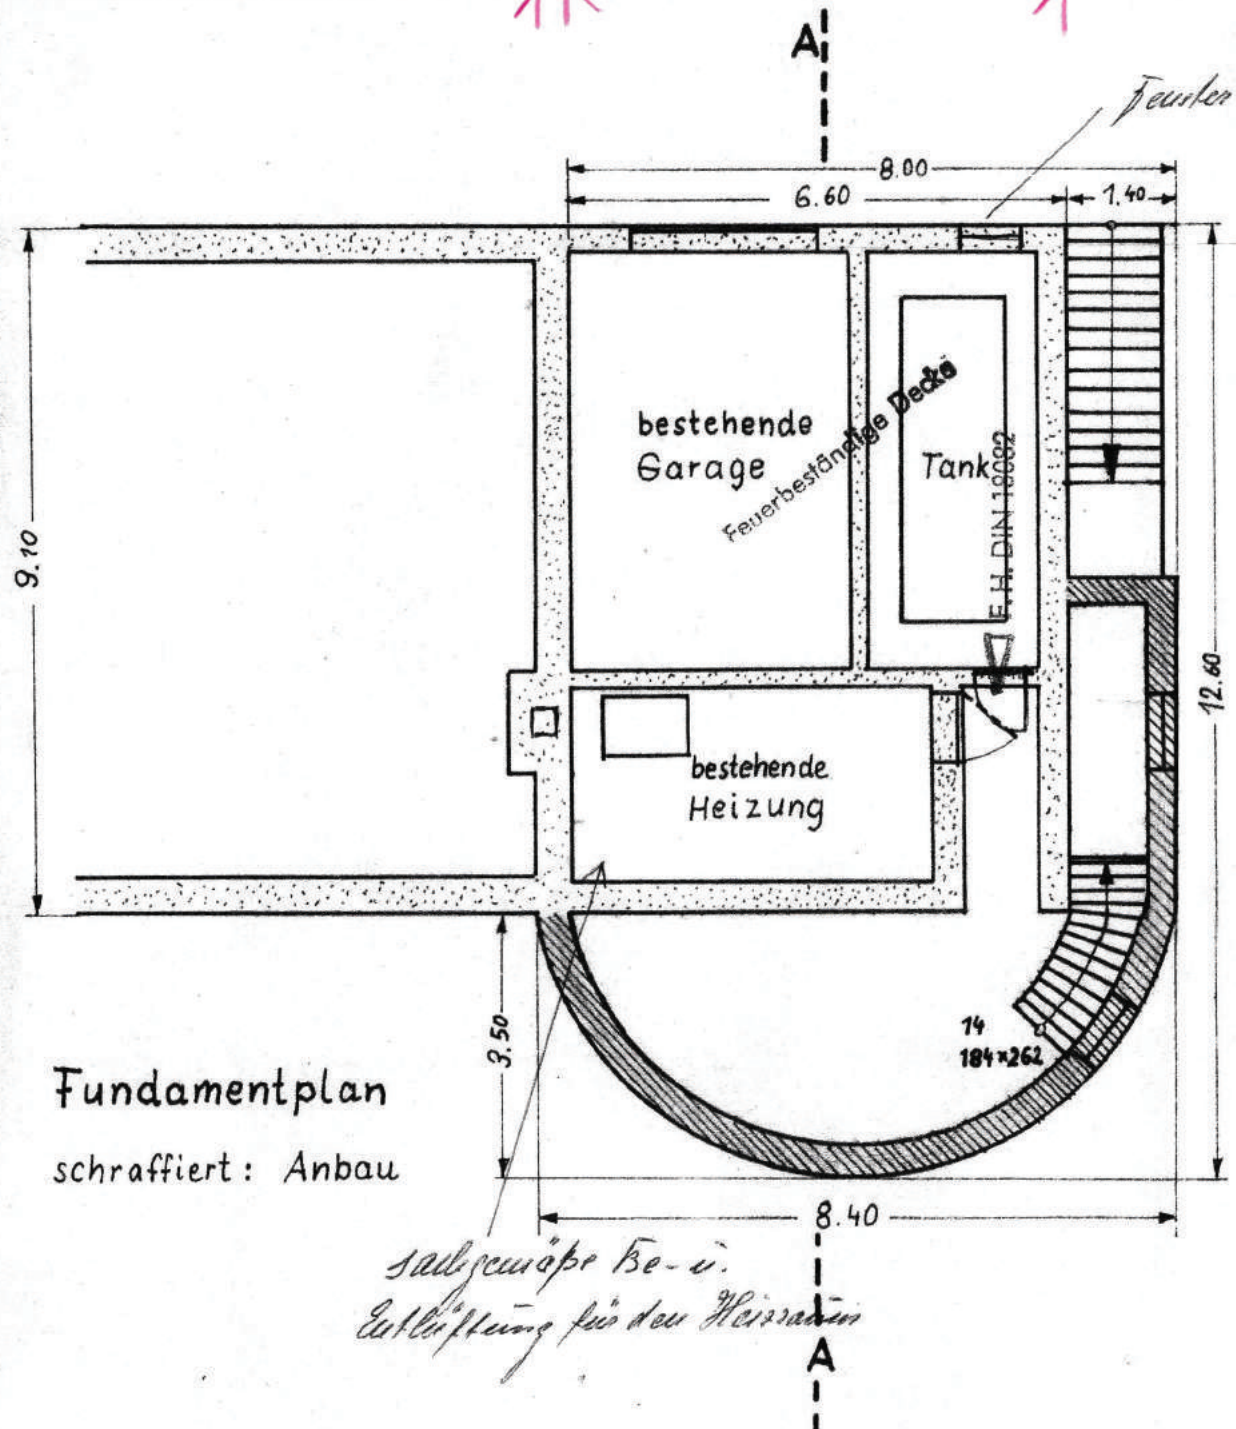 A
Fenster
8.00
6.60
1.40
bestehende
Garage
Feuerbeständige Decke
Tank
F.H. DIN 18082
9.10
12.60
bestehende
Heizung
14
184×262
3.50
Fundamentplan
schraffiert: Anbau
8.40
sachgemäße Be- u.
Entlüftung für den Heizraum
A